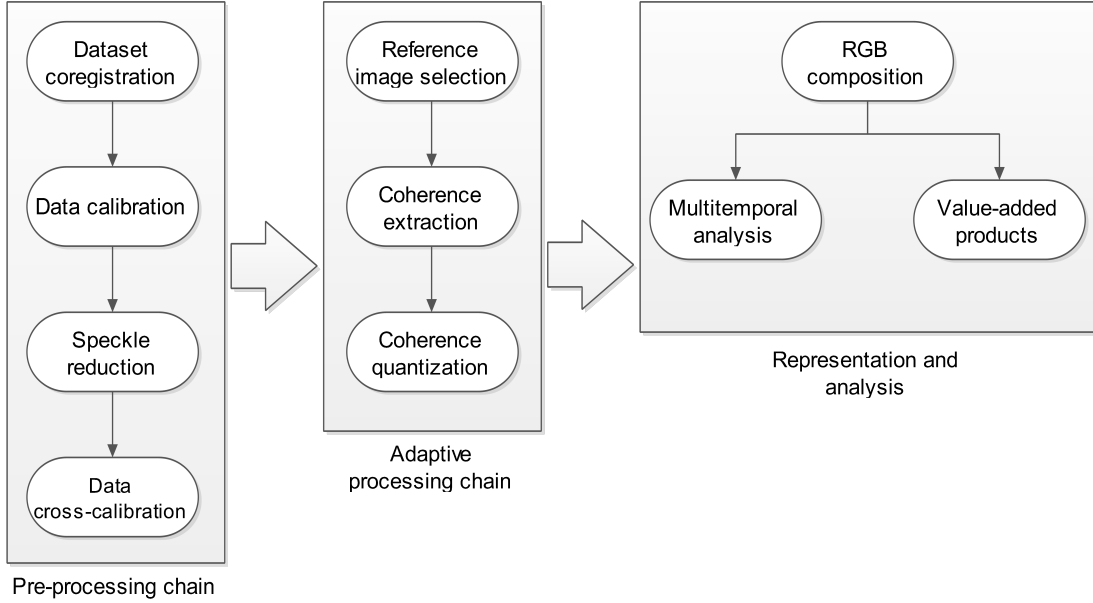 Dataset
coregistration
Data calibration
Speckle
reduction
Data
cross-calibration
Pre-processing chain
Reference
image selection
Coherence
extraction
Coherence
quantization
Adaptive
processing chain
RGB
composition
Multitemporal
analysis
Value-added
products
Representation and
analysis